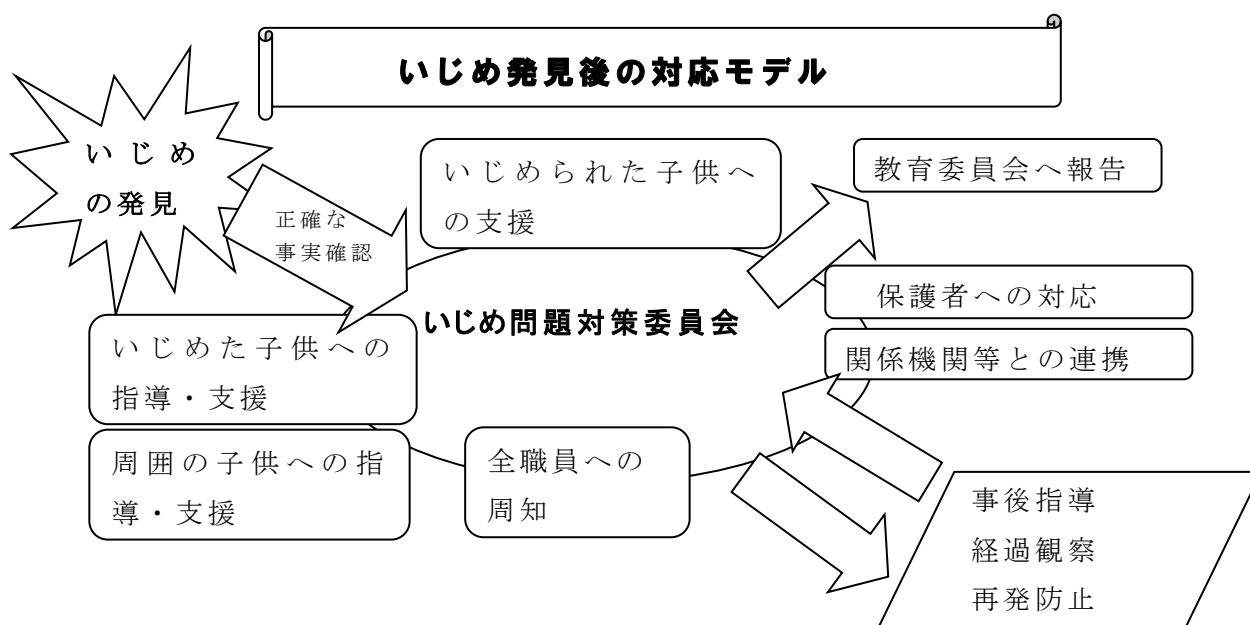 いじめ発見後の対応モデル
いじめ
の発見
正確な
事実確認
いじめられた子供へ
の支援
教育委員会へ報告
保護者への対応
いじめ問題対策委員会
関係機関等との連携
いじめた子供への
指導・支援
周囲の子供への指
導・支援
全職員への
周知
事後指導
経過観察
再発防止